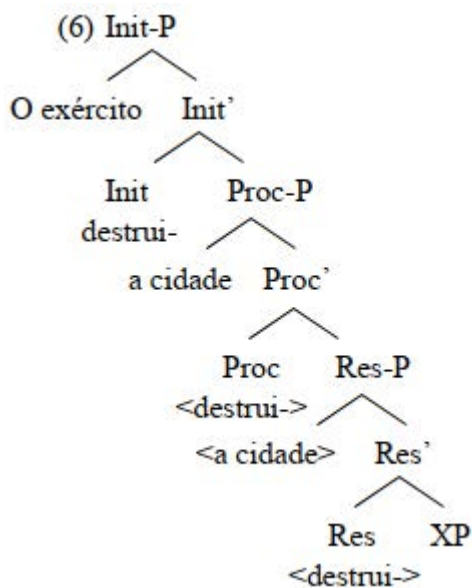 (6) Init-P
O exército Init’
Init Proc-P
destrui-
a cidade Proc’
Proc Res-P
<destrui->
<a cidade> Res’
Res XP
<destrui->